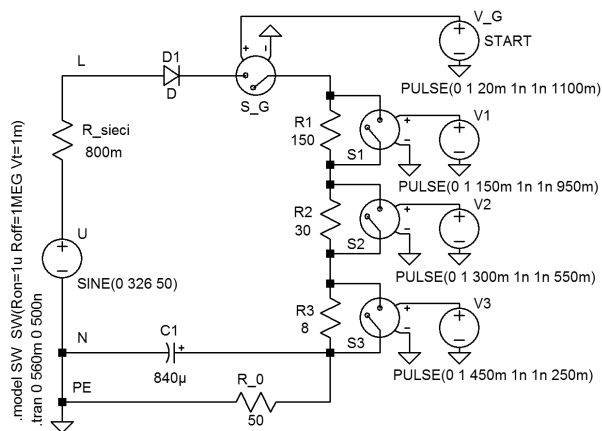 V_G
START
PULSE(0 1 20m 1n 1n 1100m)
L
D1
D
S_G
R_sieci
800m
R1
150
S1
V1
PULSE(0 1 150m 1n 1n 950m)
R2
30
S2
V2
PULSE(0 1 300m 1n 1n 550m)
U
SINE(0 326 50)
R3
8
S3
V3
PULSE(0 1 450m 1n 1n 250m)
N
C1
840µ
PE
R_0
50
.model SW SW(Ron=1u Roff=1MEG Vt=1m)
.tran 0 560m 0 500n